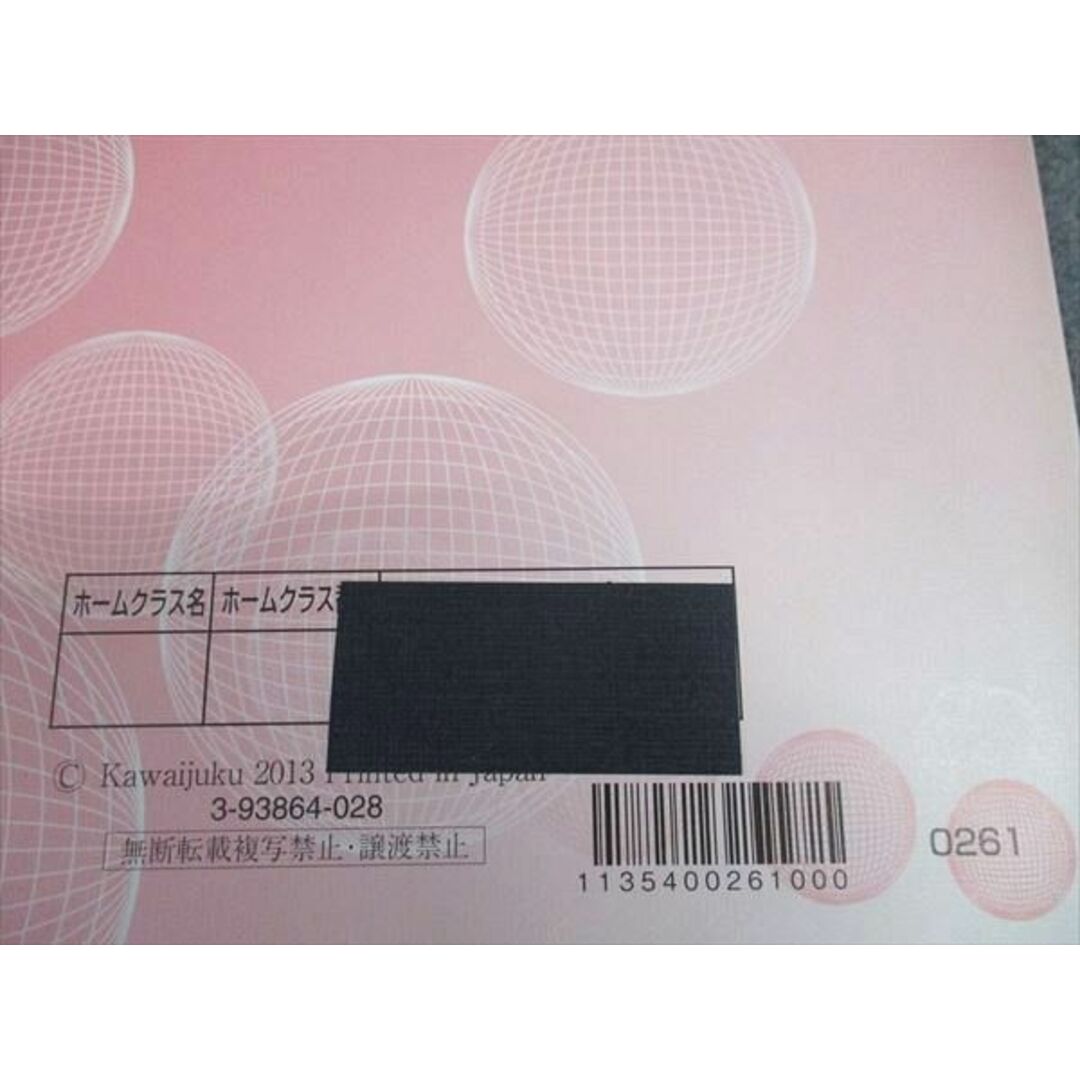 ホームクラス名 ホームクラス
© Kawaijuku 2013 Printed in Japan
3-93864-028
無断転載複写禁止・譲渡禁止
1135400261000
0261